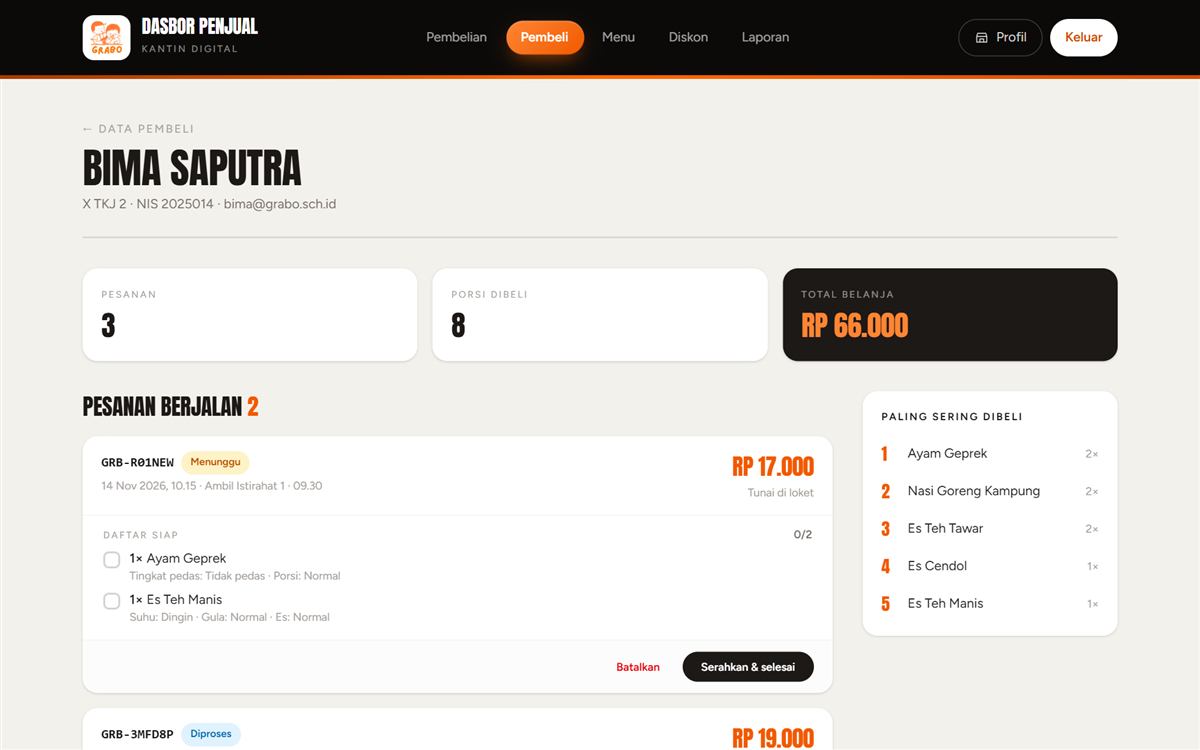 GRABO
DASBOR PENJUAL
KANTIN DIGITAL
Pembelian
Pembeli
Menu
Diskon
Laporan
Profil
Keluar
← DATA PEMBELI
BIMA SAPUTRA
X TKJ 2 · NIS 2025014 · bima@grabo.sch.id
PESANAN
3
PORSI DIBELI
8
TOTAL BELANJA
RP 66.000
PESANAN BERJALAN 2
GRB-R01NEW Menunggu
RP 17.000
14 Nov 2026, 10.15 · Ambil Istirahat 1 · 09.30
Tunai di loket
DAFTAR SIAP
0/2
1× Ayam Geprek
Tingkat pedas: Tidak pedas · Porsi: Normal
1× Es Teh Manis
Suhu: Dingin · Gula: Normal · Es: Normal
Batalkan
Serahkan & selesai
GRB-3MFD8P Diproses
RP 19.000
PALING SERING DIBELI
1 Ayam Geprek 2×
2 Nasi Goreng Kampung 2×
3 Es Teh Tawar 2×
4 Es Cendol 1×
5 Es Teh Manis 1×